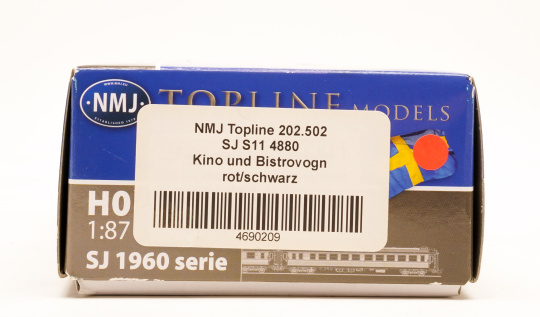 ·NMJ·
TOPLINE MODELS
NMJ Topline 202.502
SJ S11 4880
Kino und Bistrovogn
rot/schwarz
4690209
H0
1:87
SJ 1960 serie